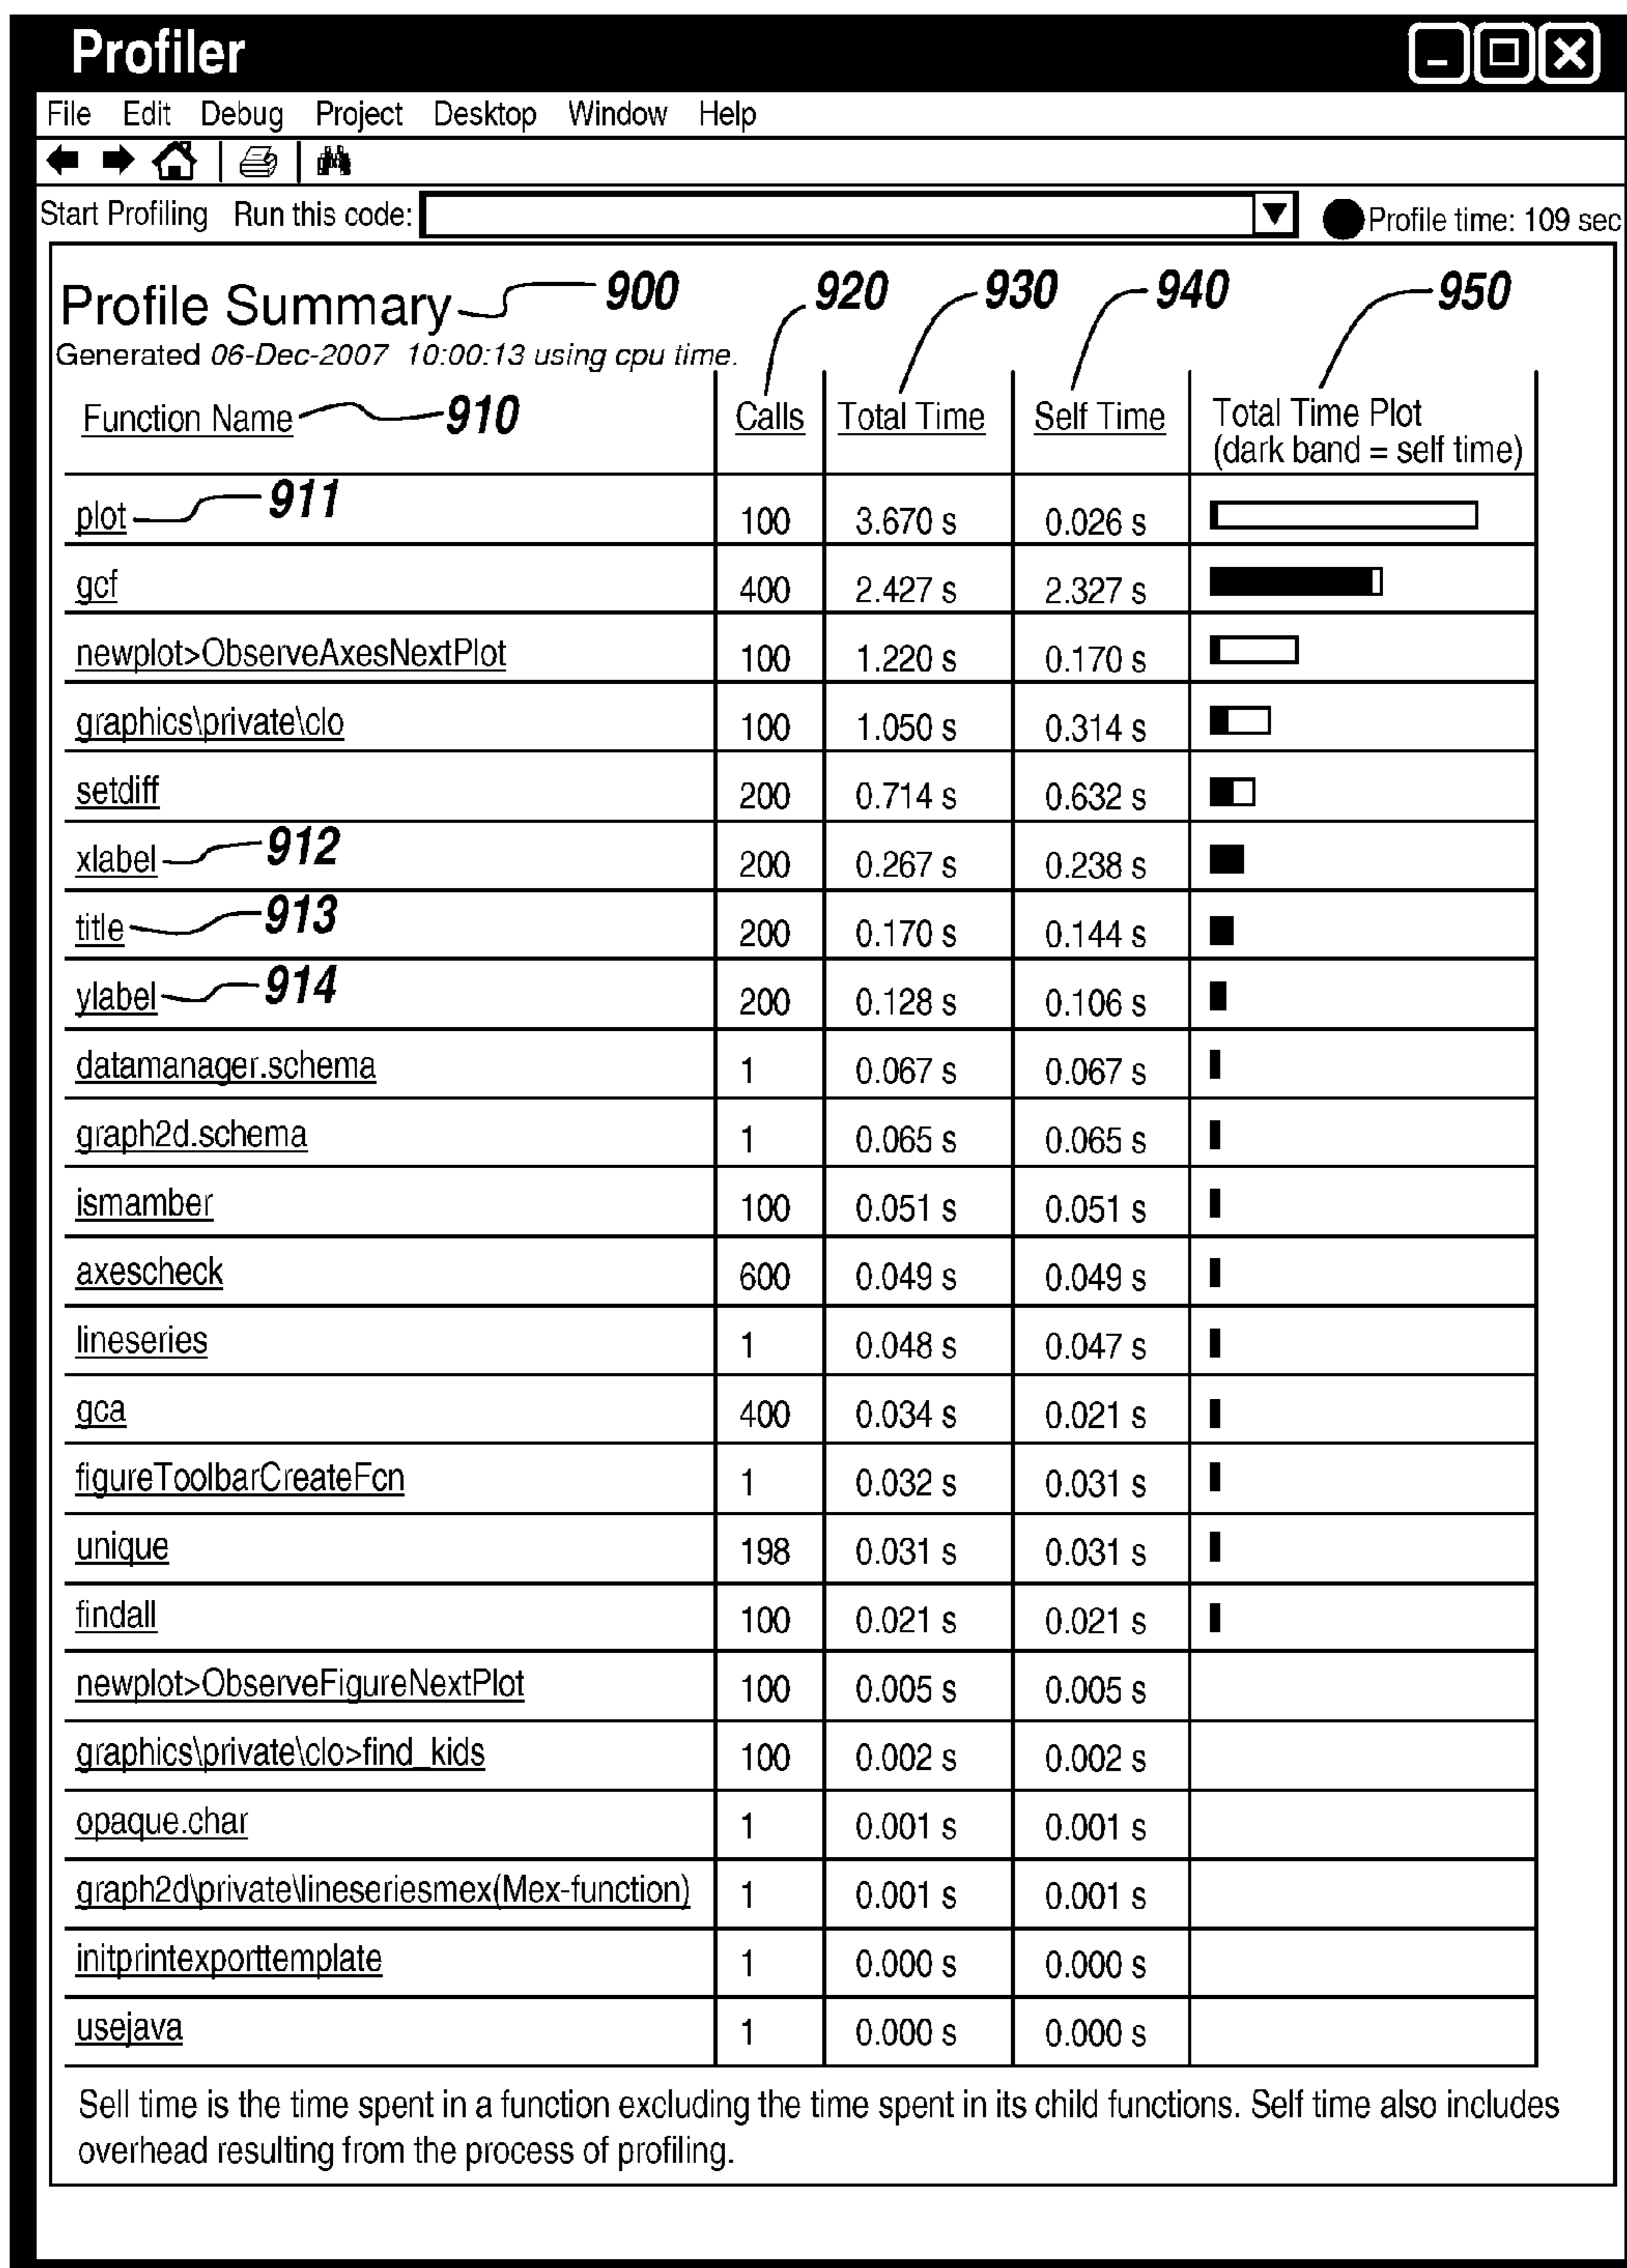 Profiler
File Edit Debug Project Desktop Window Help
Start Profiling Run this code: Profile time: 109 sec
Profile Summary 900 920 930 940 950
Generated 06-Dec-2007 10:00:13 using cpu time.
Function Name 910 Calls Total Time Self Time Total Time Plot
(dark band = self time)
plot 911 100 3.670 s 0.026 s
gcf 400 2.427 s 2.327 s
newplot>ObserveAxesNextPlot 100 1.220 s 0.170 s
graphics\private\clo 100 1.050 s 0.314 s
setdiff 200 0.714 s 0.632 s
xlabel 912 200 0.267 s 0.238 s
title 913 200 0.170 s 0.144 s
ylabel 914 200 0.128 s 0.106 s
datamanager.schema 1 0.067 s 0.067 s
graph2d.schema 1 0.065 s 0.065 s
ismamber 100 0.051 s 0.051 s
axescheck 600 0.049 s 0.049 s
lineseries 1 0.048 s 0.047 s
gca 400 0.034 s 0.021 s
figureToolbarCreateFcn 1 0.032 s 0.031 s
unique 198 0.031 s 0.031 s
findall 100 0.021 s 0.021 s
newplot>ObserveFigureNextPlot 100 0.005 s 0.005 s
graphics\private\clo>find_kids 100 0.002 s 0.002 s
opaque.char 1 0.001 s 0.001 s
graph2d\private\lineseriesmex(Mex-function) 1 0.001 s 0.001 s
initprintexporttemplate 1 0.000 s 0.000 s
usejava 1 0.000 s 0.000 s
Sell time is the time spent in a function excluding the time spent in its child functions. Self time also includes
overhead resulting from the process of profiling.